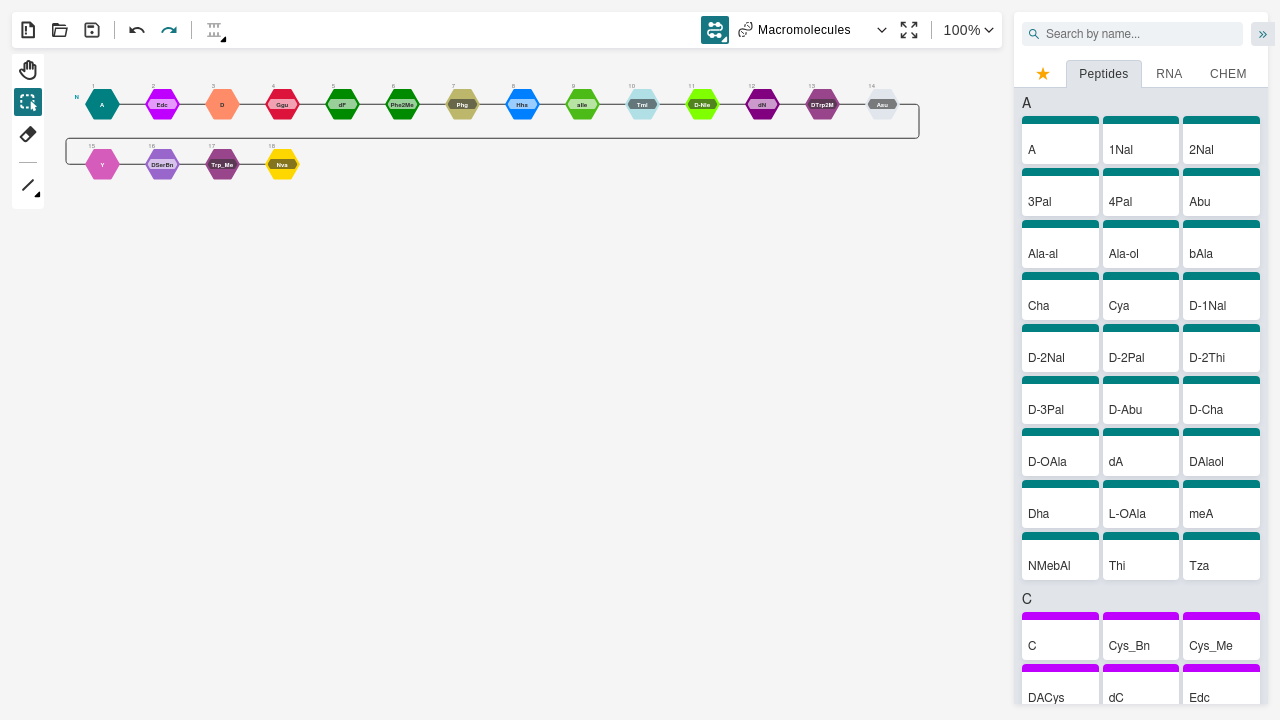 Macromolecules
100%
Search by name...
Peptides RNA CHEM
1 2 3 4 5 6 7 8 9 10 11 12 13 14
N A Edc D Ggu dF Phe2Me Phg Hha aIle Tml D-Nle dN DTrp2M Asu
15 16 17 18
Y DSerBn Trp_Me Nva
A
A 1Nal 2Nal
3Pal 4Pal Abu
Ala-al Ala-ol bAla
Cha Cya D-1Nal
D-2Nal D-2Pal D-2Thi
D-3Pal D-Abu D-Cha
D-OAla dA DAlaol
Dha L-OAla meA
NMebAl Thi Tza
C
C Cys_Bn Cys_Me
DACys dC Edc